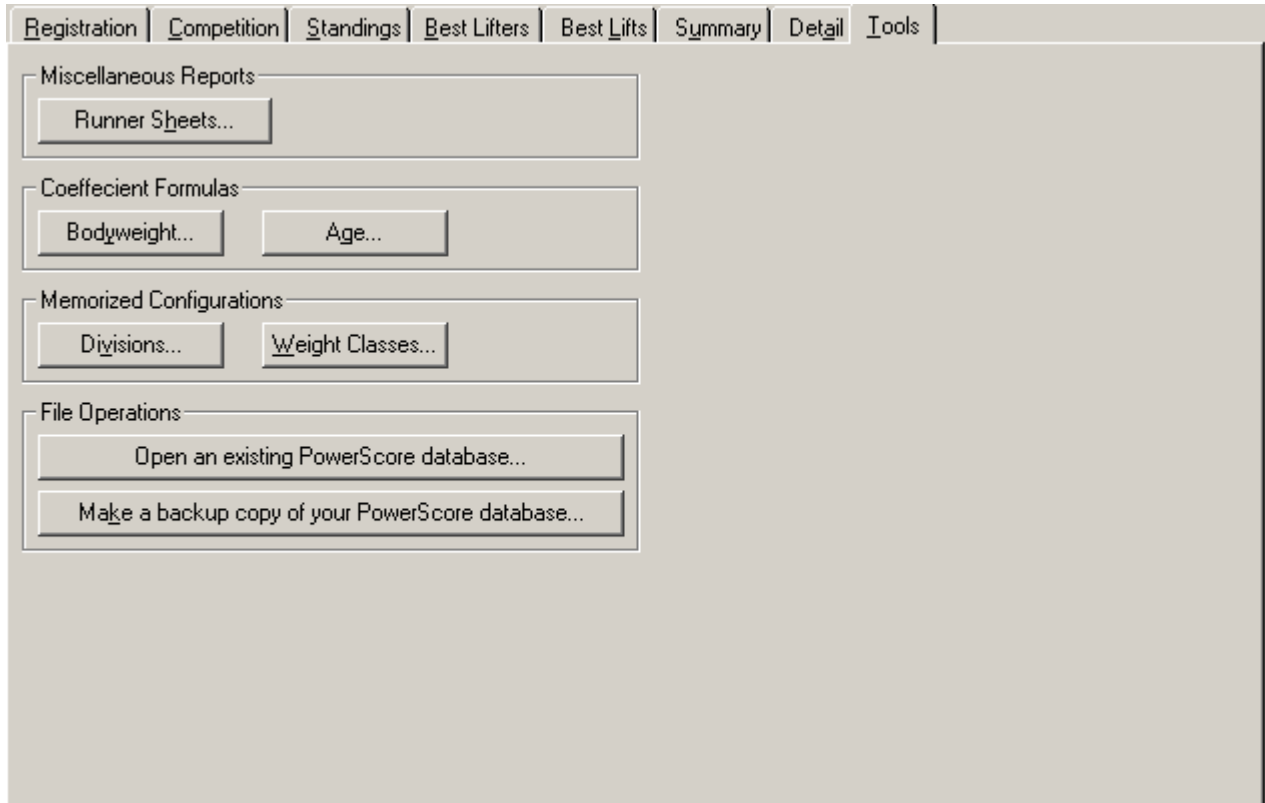 Registration Competition Standings Best Lifters Best Lifts Summary Detail Tools
Miscellaneous Reports
Runner Sheets...
Coeffecient Formulas
Bodyweight... Age...
Memorized Configurations
Divisions... Weight Classes...
File Operations
Open an existing PowerScore database...
Make a backup copy of your PowerScore database...